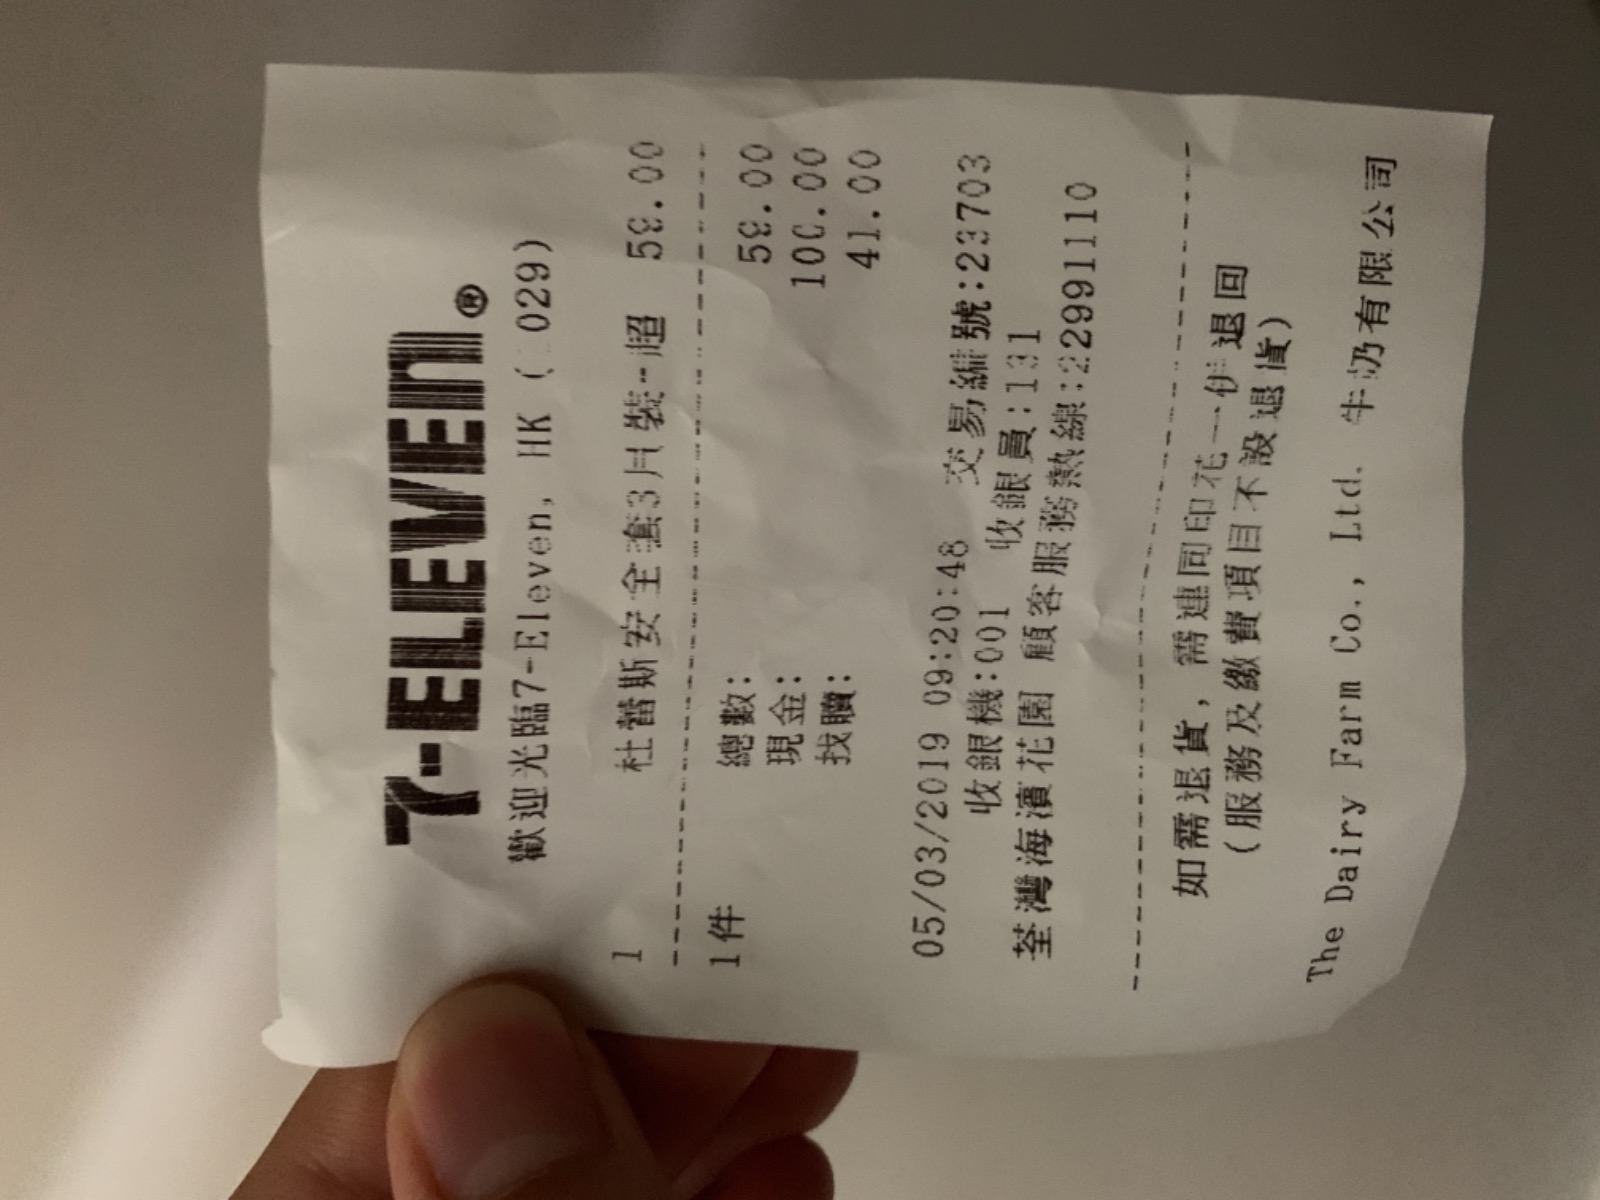 7-ELEVEn®
歡迎光臨7-Eleven, HK ( 029)
1 杜蕾斯安全套3片裝-超 59.00
1件 總數: 59.00
現金: 100.00
找贖: 41.00
05/03/2019 09:20:48 交易編號:23703
收銀機:001 收銀員:131
荃灣海濱花園 顧客服務熱線:22991110
如需退貨, 需連同印花一併退回
(服務及繳費項目不設退貨)
The Dairy Farm Co., Ltd. 牛奶有限公司